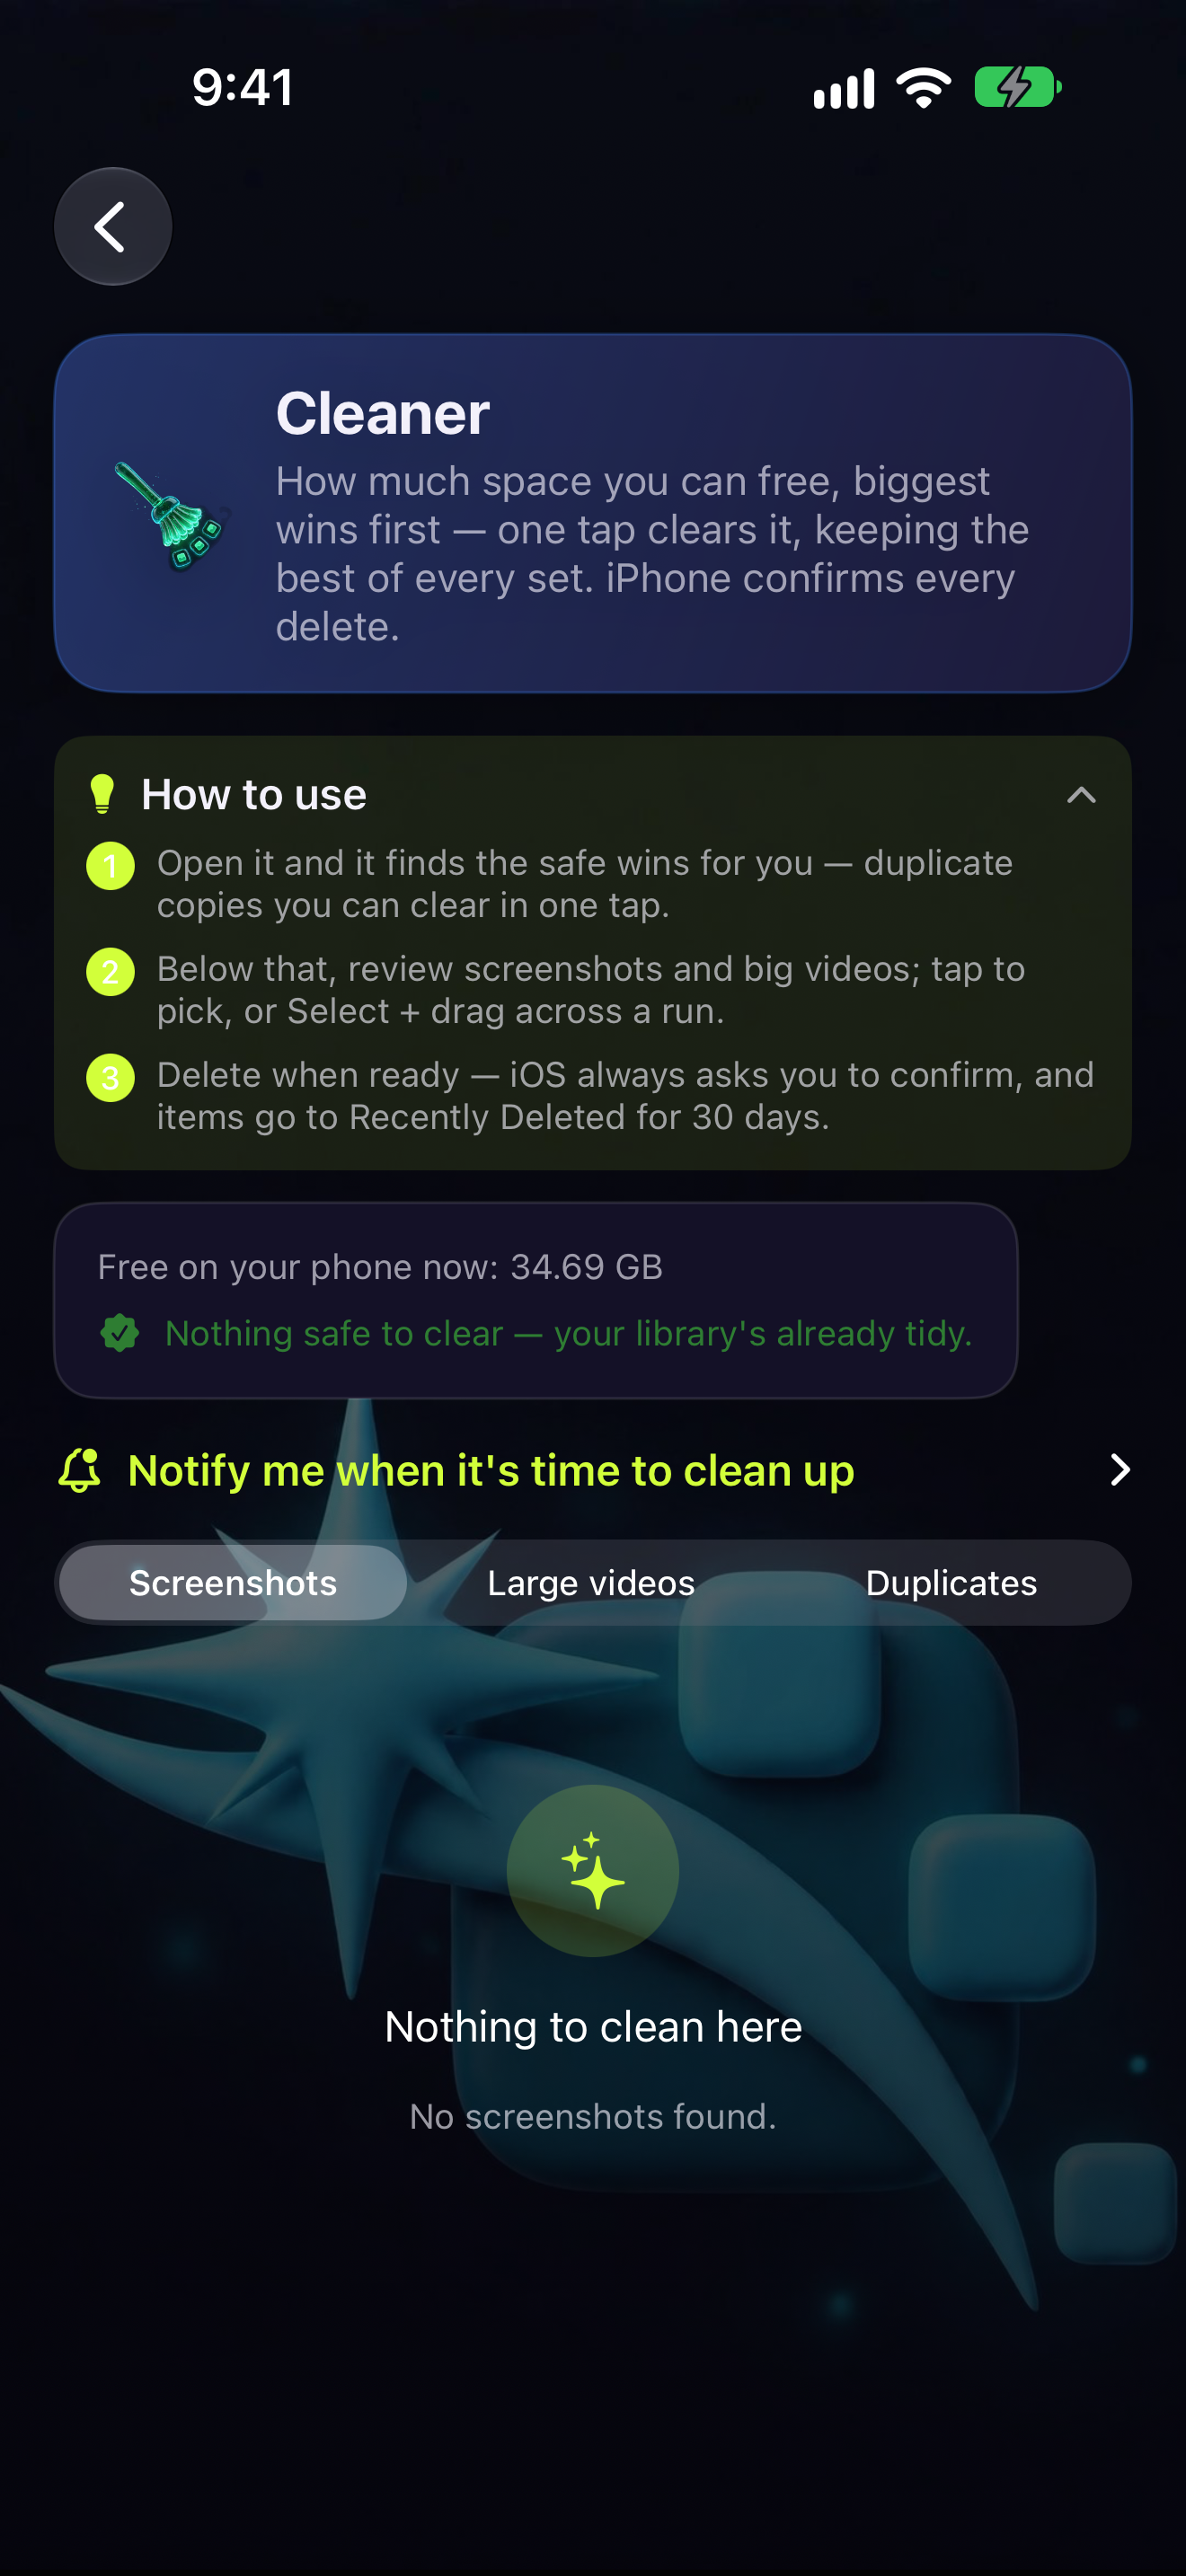 9:41
Cleaner
How much space you can free, biggest
wins first — one tap clears it, keeping the
best of every set. iPhone confirms every
delete.
How to use
1 Open it and it finds the safe wins for you — duplicate
copies you can clear in one tap.
2 Below that, review screenshots and big videos; tap to
pick, or Select + drag across a run.
3 Delete when ready — iOS always asks you to confirm, and
items go to Recently Deleted for 30 days.
Free on your phone now: 34.69 GB
Nothing safe to clear — your library's already tidy.
Notify me when it's time to clean up
Screenshots Large videos Duplicates
Nothing to clean here
No screenshots found.